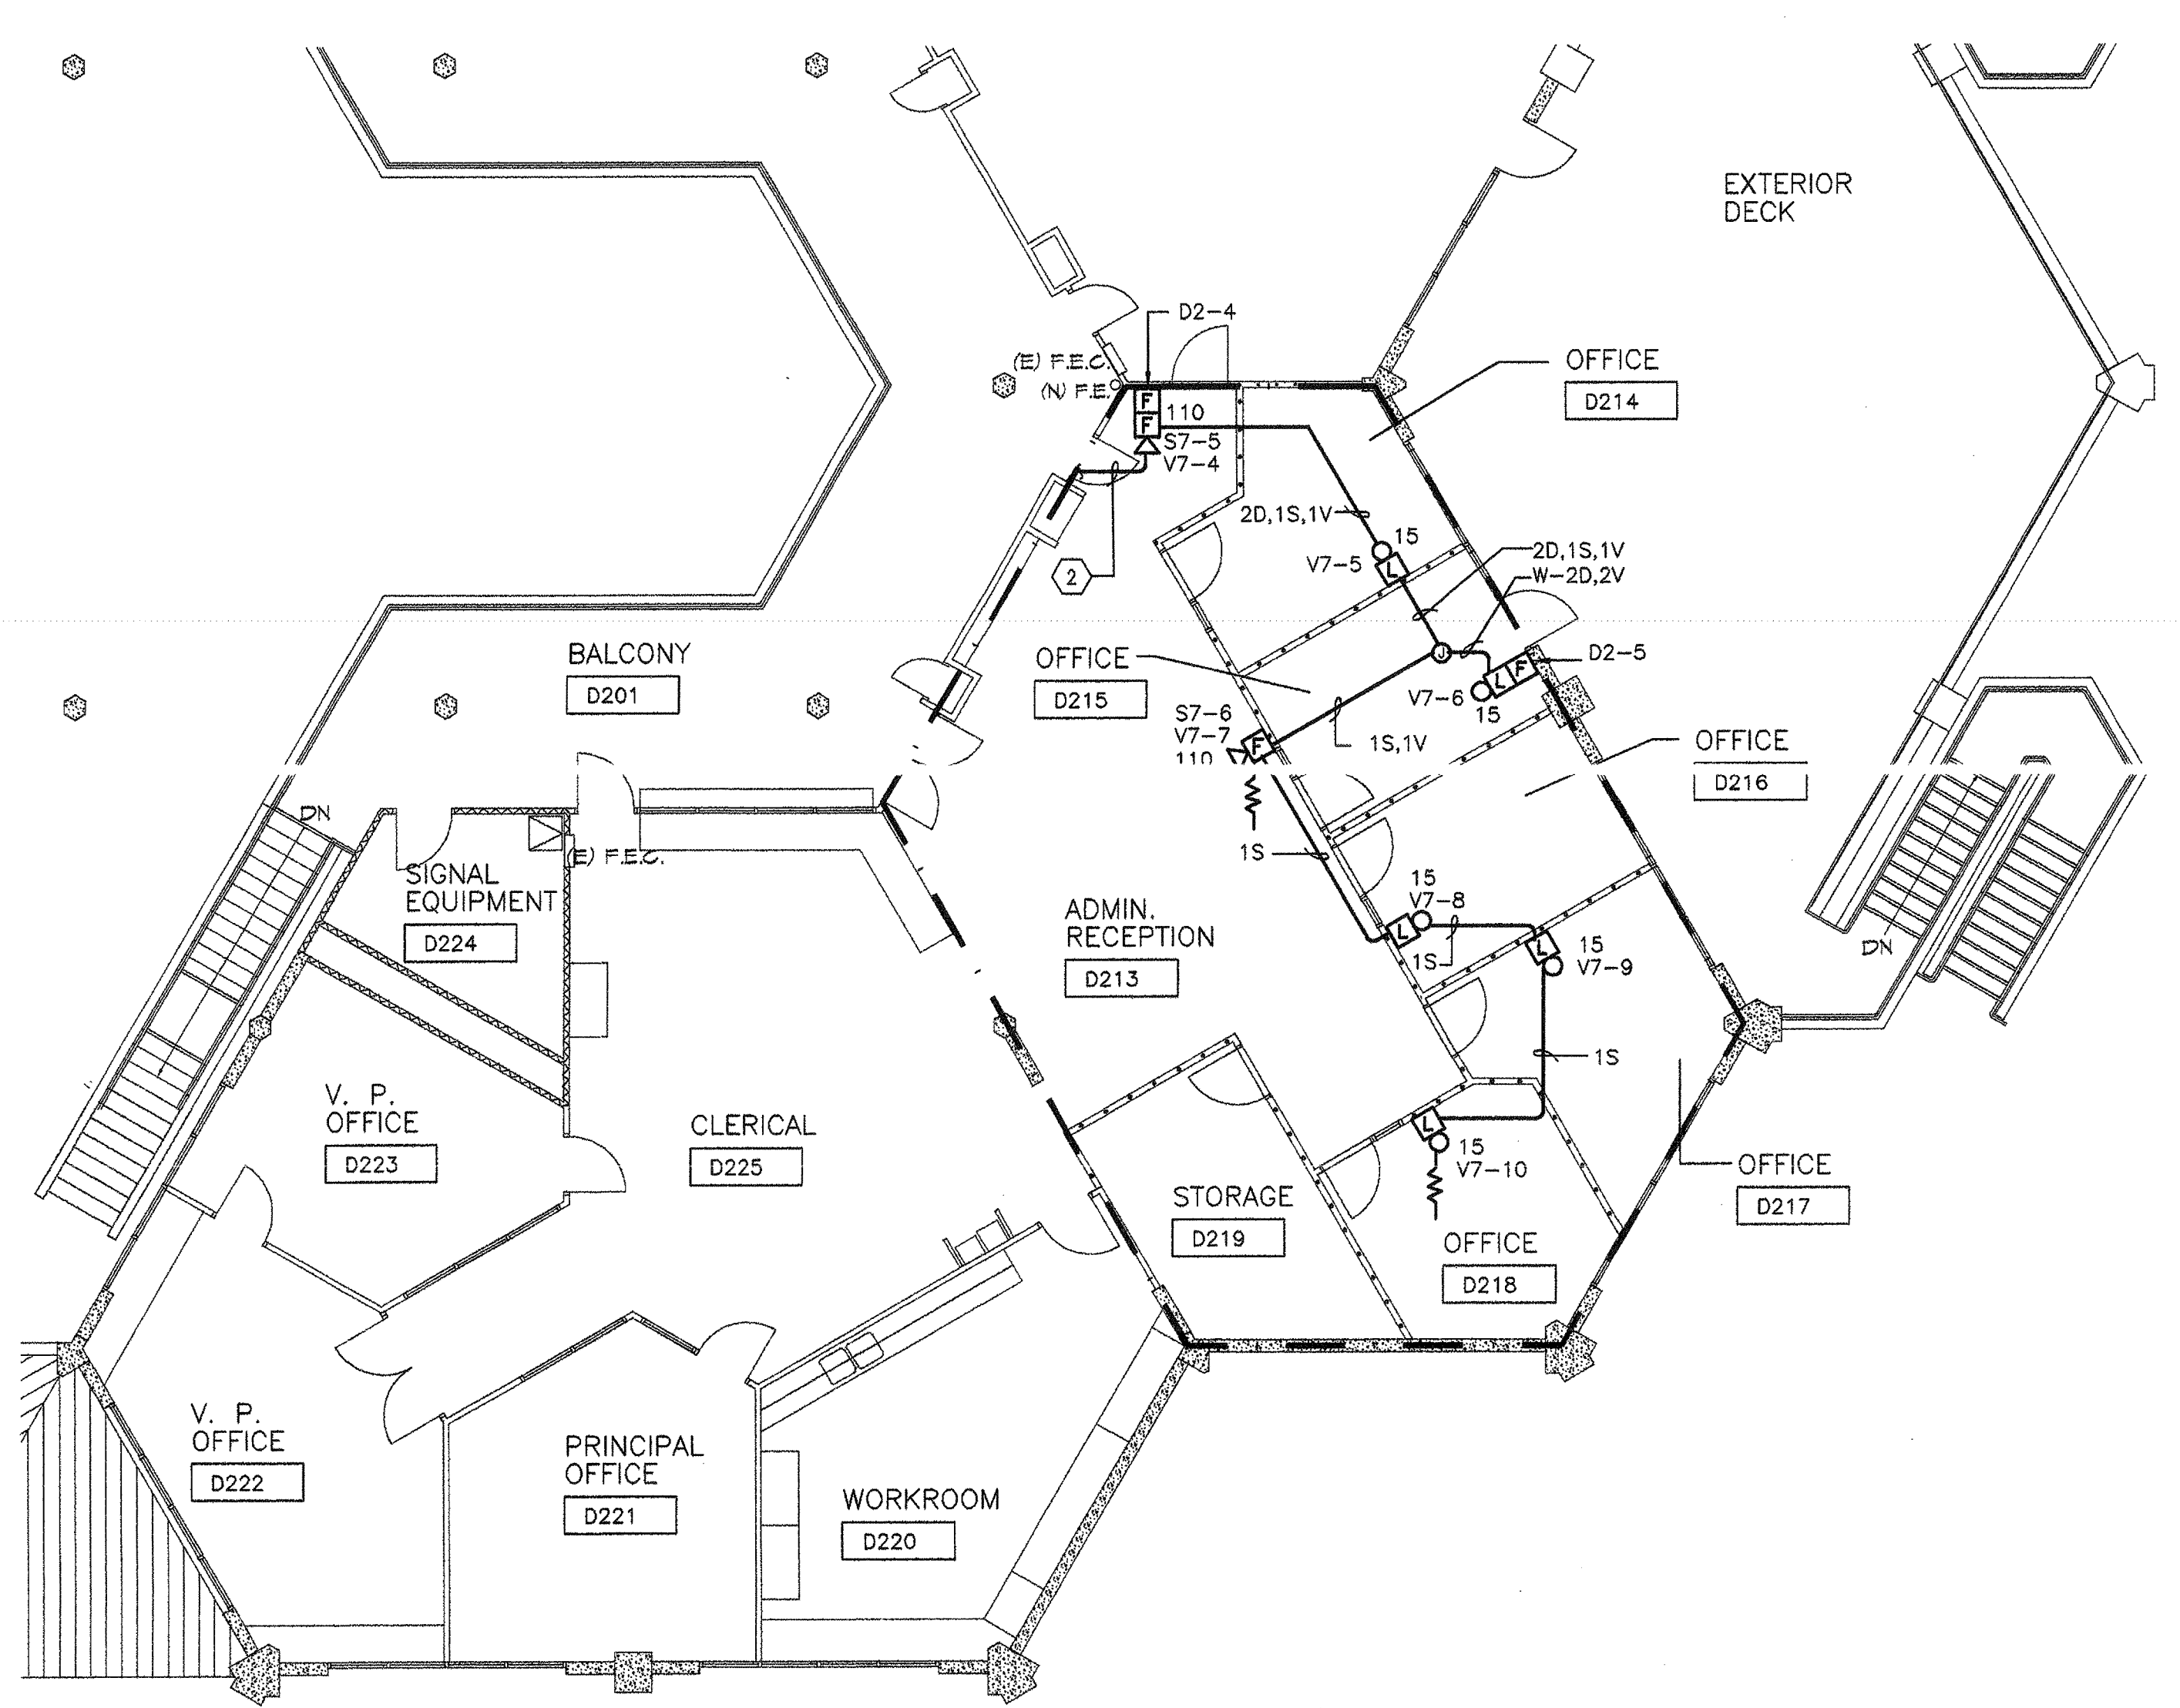 EXTERIOR
DECK
D2-4
(E) F.E.C.
(N) F.E.
OFFICE
D214
F
F
110
S7-5
V7-4
2D,1S,1V
15
V7-5
L
2D,1S,1V
W-2D,2V
2
J
BALCONY
D201
OFFICE
D215
D2-5
L F
V7-6
15
S7-6
V7-7
110
F
1S,1V
OFFICE
D216
DN
(E) F.E.C.
SIGNAL
EQUIPMENT
D224
1S
15
V7-8
L
1S
L
15
V7-9
ADMIN.
RECEPTION
D213
DN
1S
V. P.
OFFICE
D223
CLERICAL
D225
L
15
V7-10
OFFICE
D217
STORAGE
D219
OFFICE
D218
V. P.
OFFICE
D222
PRINCIPAL
OFFICE
D221
WORKROOM
D220